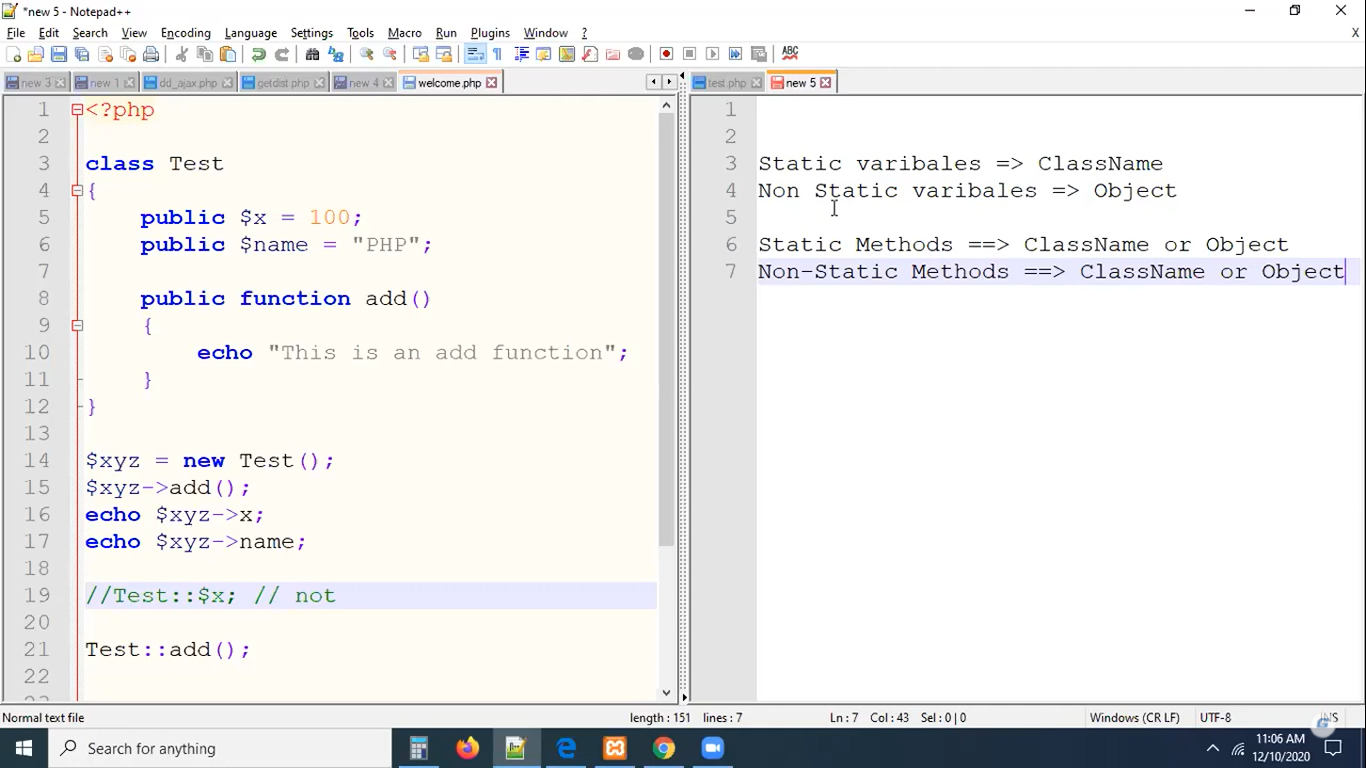 *new 5 - Notepad++
File Edit Search View Encoding Language Settings Tools Macro Run Plugins Window ? X
new 3 new 1 dd_ajax.php getdist.php new 4 welcome.php
test.php new 5
1 <?php
2
3 class Test
4 {
5 public $x = 100;
6 public $name = "PHP";
7
8 public function add()
9 {
10 echo "This is an add function";
11 }
12 }
13
14 $xyz = new Test();
15 $xyz->add();
16 echo $xyz->x;
17 echo $xyz->name;
18
19 //Test::$x; // not
20
21 Test::add();
22
1
2
3 Static varibales => ClassName
4 Non Static varibales => Object
5
6 Static Methods ==> ClassName or Object
7 Non-Static Methods ==> ClassName or Object
Normal text file length : 151 lines : 7 Ln : 7 Col : 43 Sel : 0 | 0 Windows (CR LF) UTF-8 INS
Search for anything
11:06 AM
12/10/2020